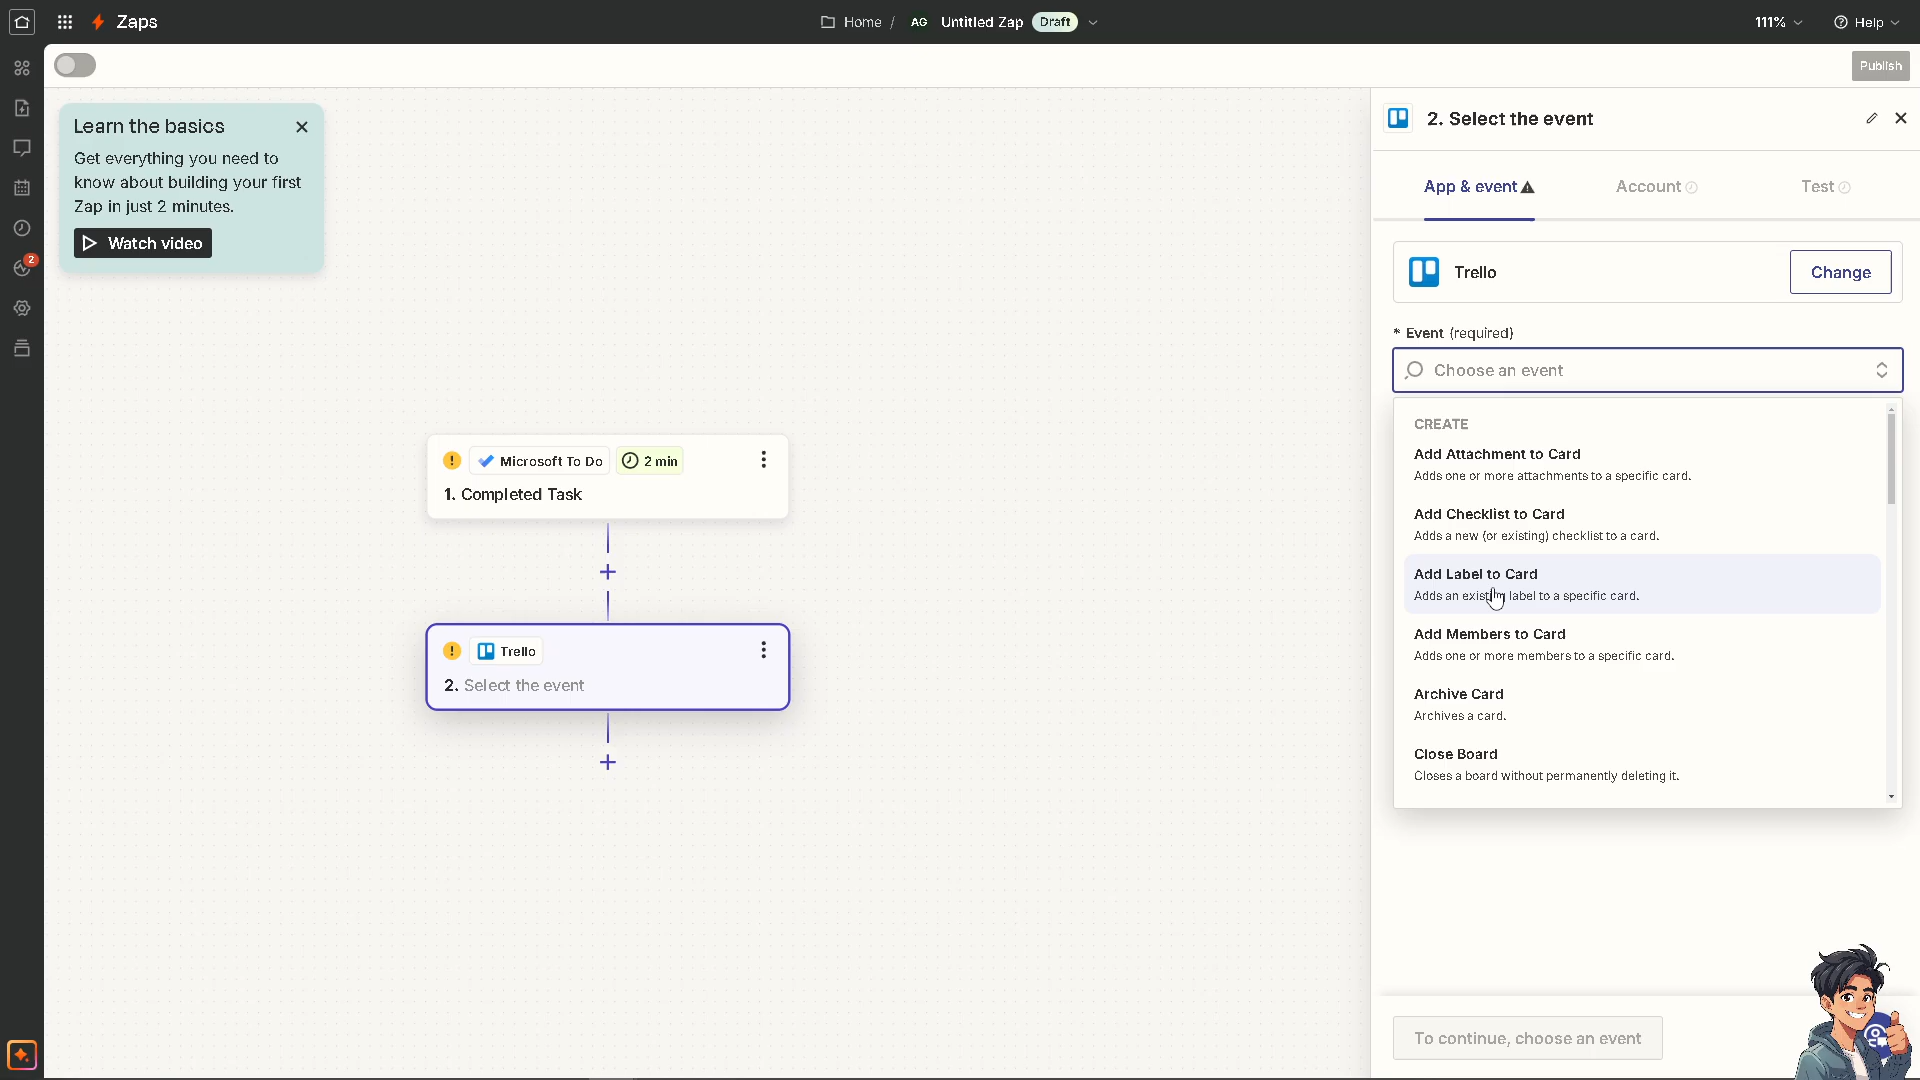 Zaps
Home / AG Untitled Zap Draft
111%
Help
Publish
Learn the basics
Get everything you need to
know about building your first
Zap in just 2 minutes.
Watch video
2
Microsoft To Do 2 min
1. Completed Task
Trello
2. Select the event
2. Select the event
App & event Account Test
Trello
Change
* Event (required)
Choose an event
CREATE
Add Attachment to Card
Adds one or more attachments to a specific card.
Add Checklist to Card
Adds a new (or existing) checklist to a card.
Add Label to Card
Adds an existing label to a specific card.
Add Members to Card
Adds one or more members to a specific card.
Archive Card
Archives a card.
Close Board
Closes a board without permanently deleting it.
To continue, choose an event